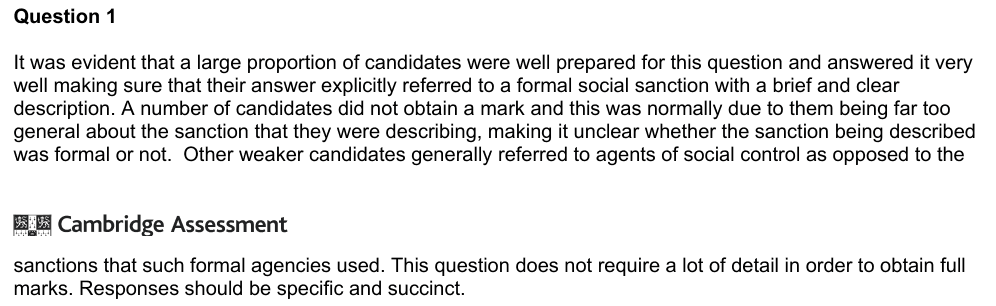 Question 1
It was evident that a large proportion of candidates were well prepared for this question and answered it very
well making sure that their answer explicitly referred to a formal social sanction with a brief and clear
description. A number of candidates did not obtain a mark and this was normally due to them being far too
general about the sanction that they were describing, making it unclear whether the sanction being described
was formal or not.  Other weaker candidates generally referred to agents of social control as opposed to the
Cambridge Assessment
sanctions that such formal agencies used. This question does not require a lot of detail in order to obtain full
marks. Responses should be specific and succinct.